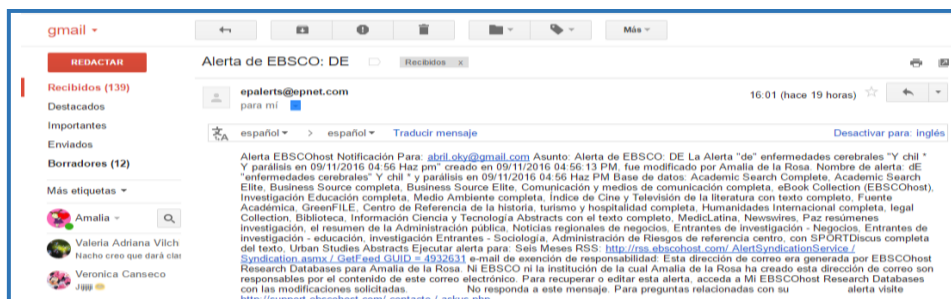 gmail
Más
REDACTAR
Alerta de EBSCO: DE
Recibidos x
Recibidos (139)
Destacados
Importantes
Enviados
Borradores (12)
Más etiquetas
Amalia
Valeria Adriana Vilch
Nacho creo que dará clas
Veronica Canseco
Jijiji
epalerts@epnet.com
para mí
16:01 (hace 19 horas)
español > español Traducir mensaje
Desactivar para: inglés
Alerta EBSCOhost Notificación Para: abril.oky@gmail.com Asunto: Alerta de EBSCO: DE La Alerta "de" enfermedades cerebrales "Y chil *
Y parálisis en 09/11/2016 04:56 Haz pm" creado en 09/11/2016 04:56:13 PM, fue modificado por Amalia de la Rosa. Nombre de alerta: dE
"enfermedades cerebrales" Y chil * y parálisis en 09/11/2016 04:56 Haz PM Base de datos: Academic Search Complete, Academic Search
Elite, Business Source completa, Business Source Elite, Comunicación y medios de comunicación completa, eBook Collection (EBSCOhost),
Investigación Educación completa, Medio Ambiente completa, Índice de Cine y Televisión de la literatura con texto completo, Fuente
Académica, GreenFILE, Centro de Referencia de la historia, turismo y hospitalidad completa, Humanidades Internacional completa, legal
Collection, Biblioteca, Información Ciencia y Tecnología Abstracts con el texto completo, MedicLatina, Newswires, Paz resúmenes
investigación, el resumen de la Administración pública, Noticias regionales de negocios, Entrantes de investigación - Negocios, Entrantes de
investigación - educación, Investigación Entrantes - Sociología, Administración de Riesgos de referencia centro, con SPORTDiscus completa
del texto, Urban Studies Abstracts Ejecutar alerta para: Seis Meses RSS: http://rss.ebscohost.com/ AlertSyndicationService /
Syndication.asmx / GetFeed GUID = 4932631 e-mail de exención de responsabilidad: Esta dirección de correo era generada por EBSCOhost
Research Databases para Amalia de la Rosa. Ni EBSCO ni la institución de la cual Amalia de la Rosa ha creado esta dirección de correo son
responsables por el contenido de este correo electrónico. Para recuperar o editar esta alerta, acceda a MI EBSCOhost Research Databases
con las modificaciones solicitadas. No responda a este mensaje. Para preguntas relacionadas con su alerta visite